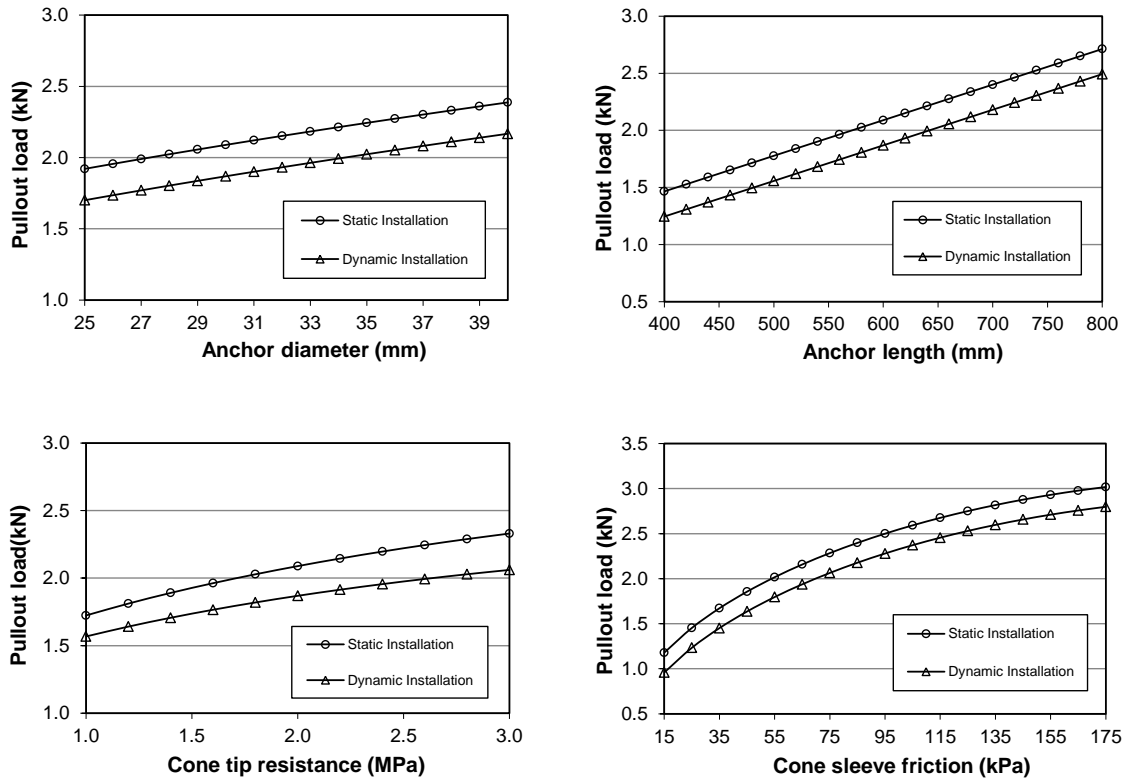 3.0
2.5
2.0
1.5
1.0
Pullout load (kN)
Static Installation
Dynamic Installation
25 27 29 31 33 35 37 39
Anchor diameter (mm)
3.0
2.5
2.0
1.5
1.0
0.5
Pullout load (kN)
Static Installation
Dynamic Installation
400 450 500 550 600 650 700 750 800
Anchor length (mm)
3.0
2.5
2.0
1.5
1.0
Pullout load(kN)
Static Installation
Dynamic Installation
1.0 1.5 2.0 2.5 3.0
Cone tip resistance (MPa)
3.5
3.0
2.5
2.0
1.5
1.0
0.5
Pullout load (kN)
Static Installation
Dynamic Installation
15 35 55 75 95 115 135 155 175
Cone sleeve friction (kPa)